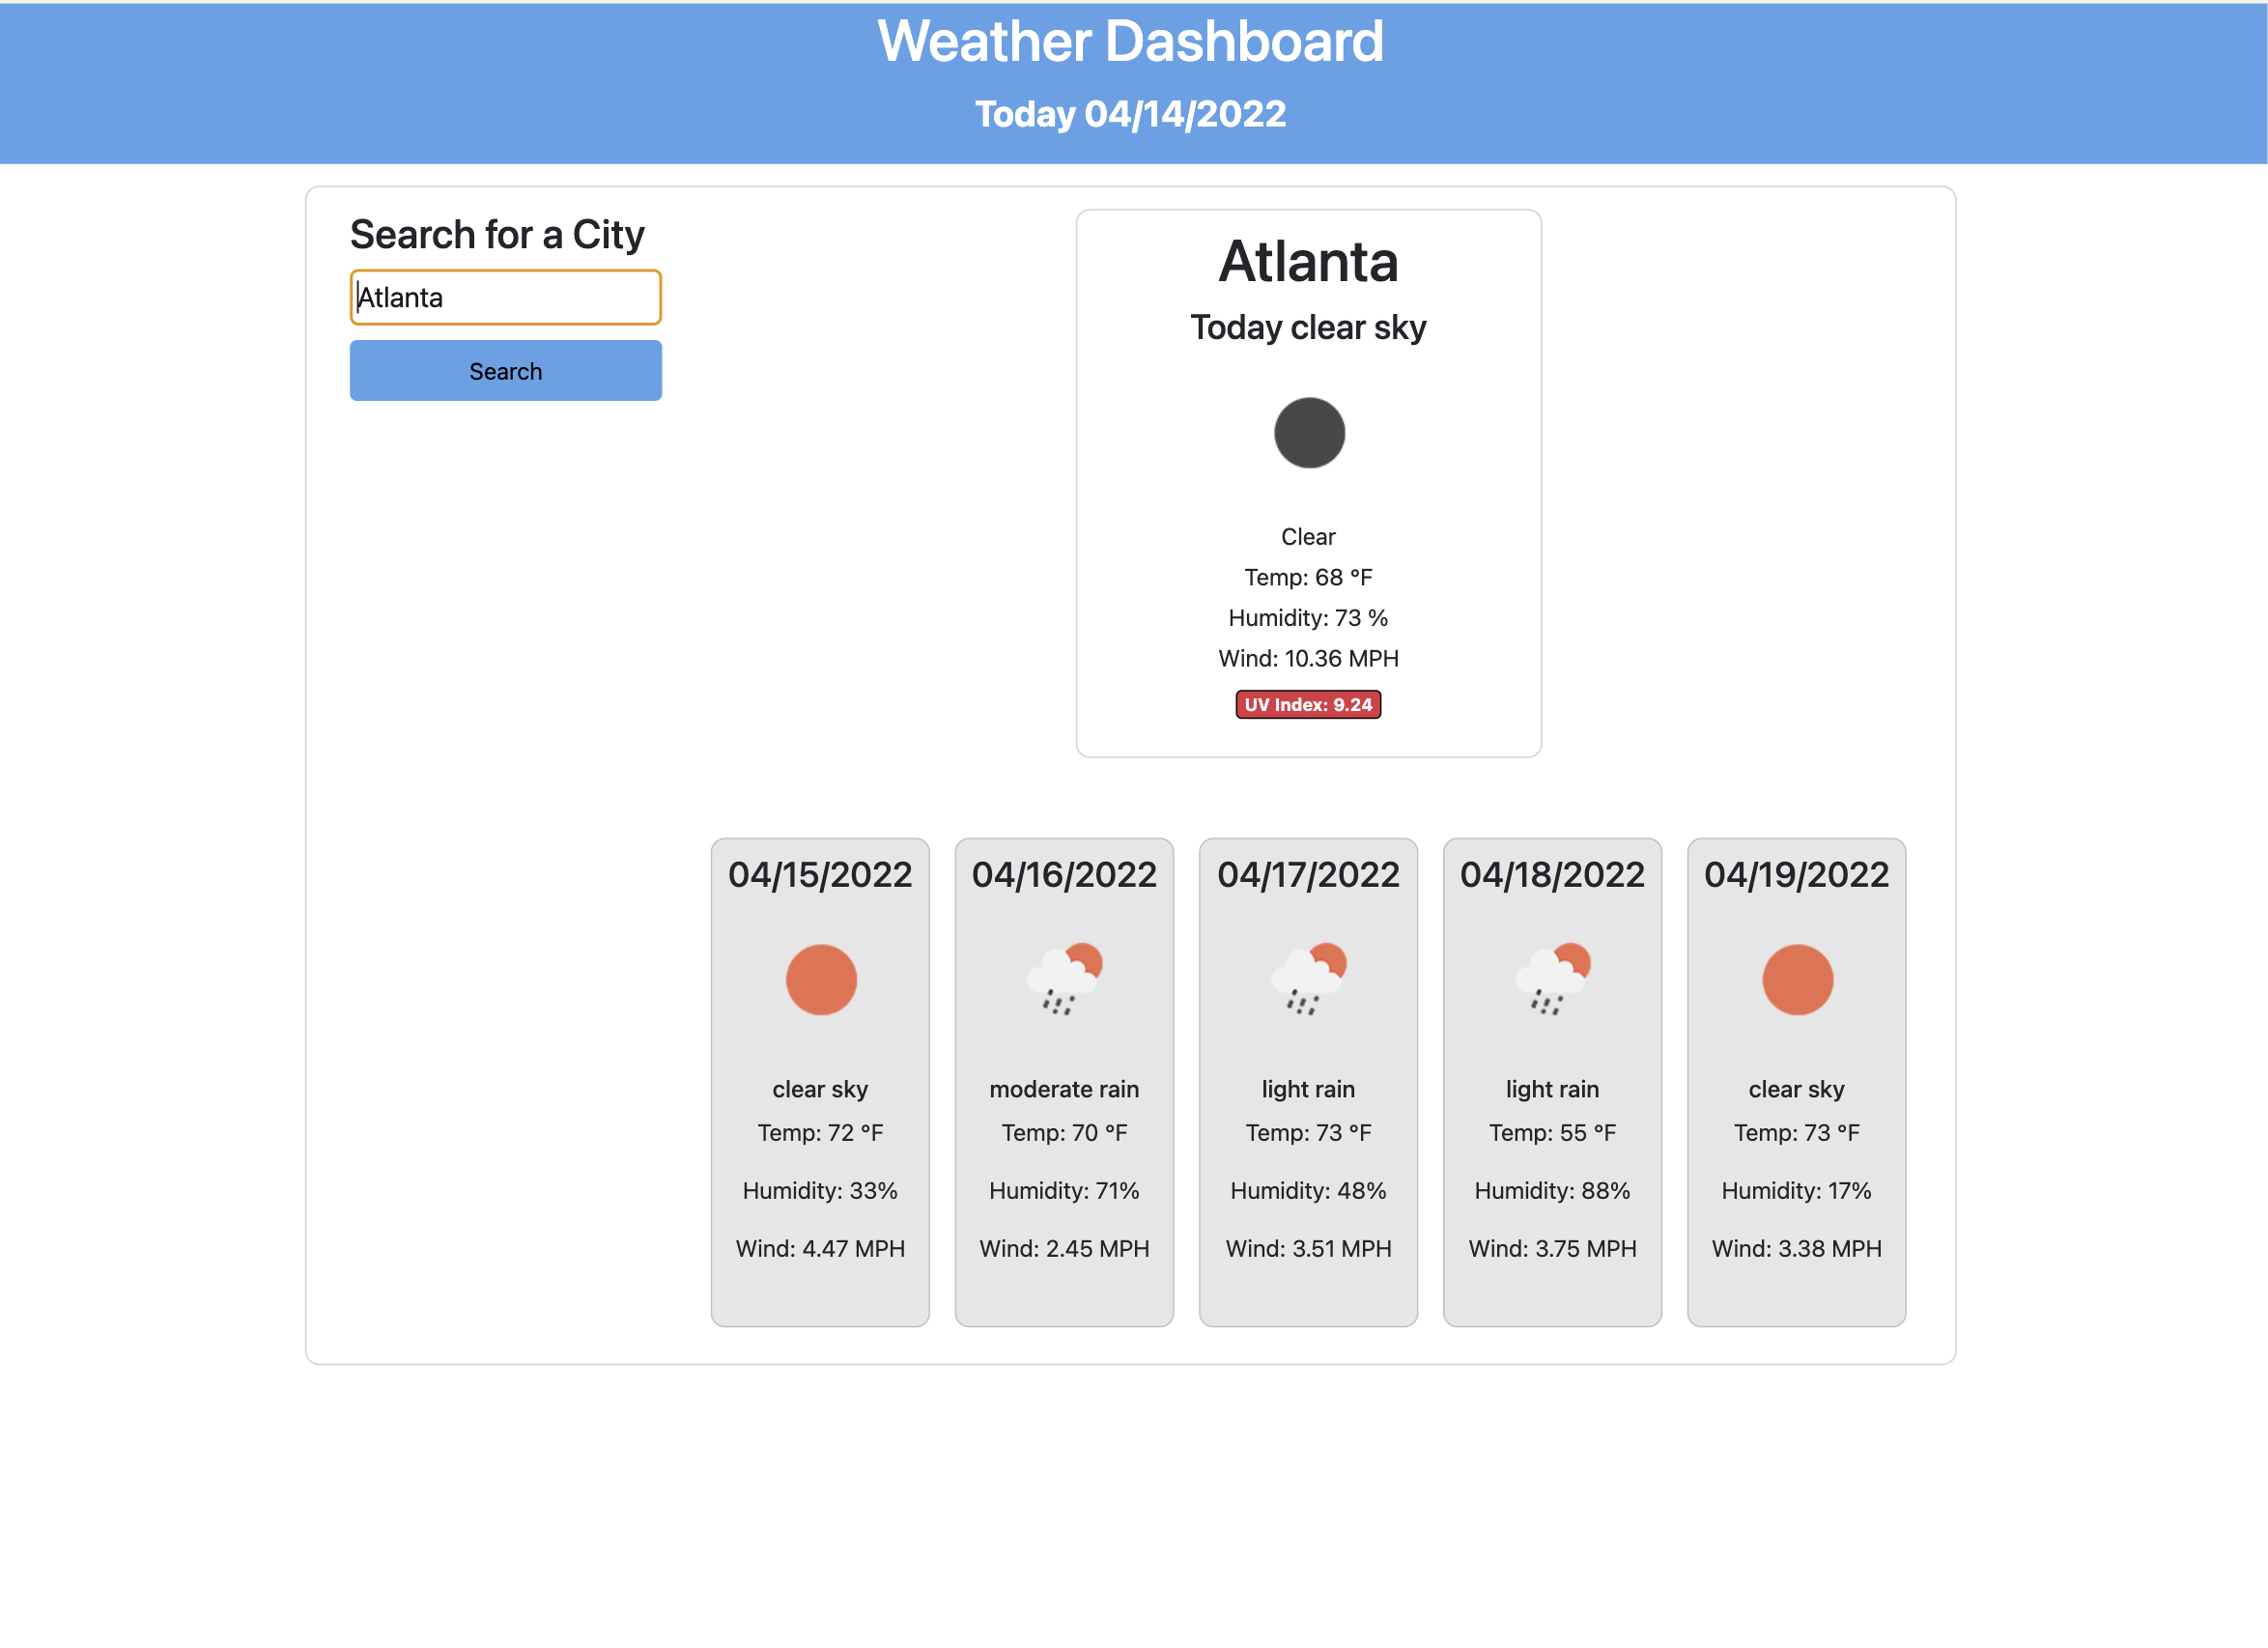 Weather Dashboard
Today 04/14/2022
Search for a City
Atlanta
Search
Atlanta
Today clear sky
Clear
Temp: 68 °F
Humidity: 73 %
Wind: 10.36 MPH
UV Index: 9.24
04/15/2022
clear sky
Temp: 72 °F
Humidity: 33%
Wind: 4.47 MPH
04/16/2022
moderate rain
Temp: 70 °F
Humidity: 71%
Wind: 2.45 MPH
04/17/2022
light rain
Temp: 73 °F
Humidity: 48%
Wind: 3.51 MPH
04/18/2022
light rain
Temp: 55 °F
Humidity: 88%
Wind: 3.75 MPH
04/19/2022
clear sky
Temp: 73 °F
Humidity: 17%
Wind: 3.38 MPH